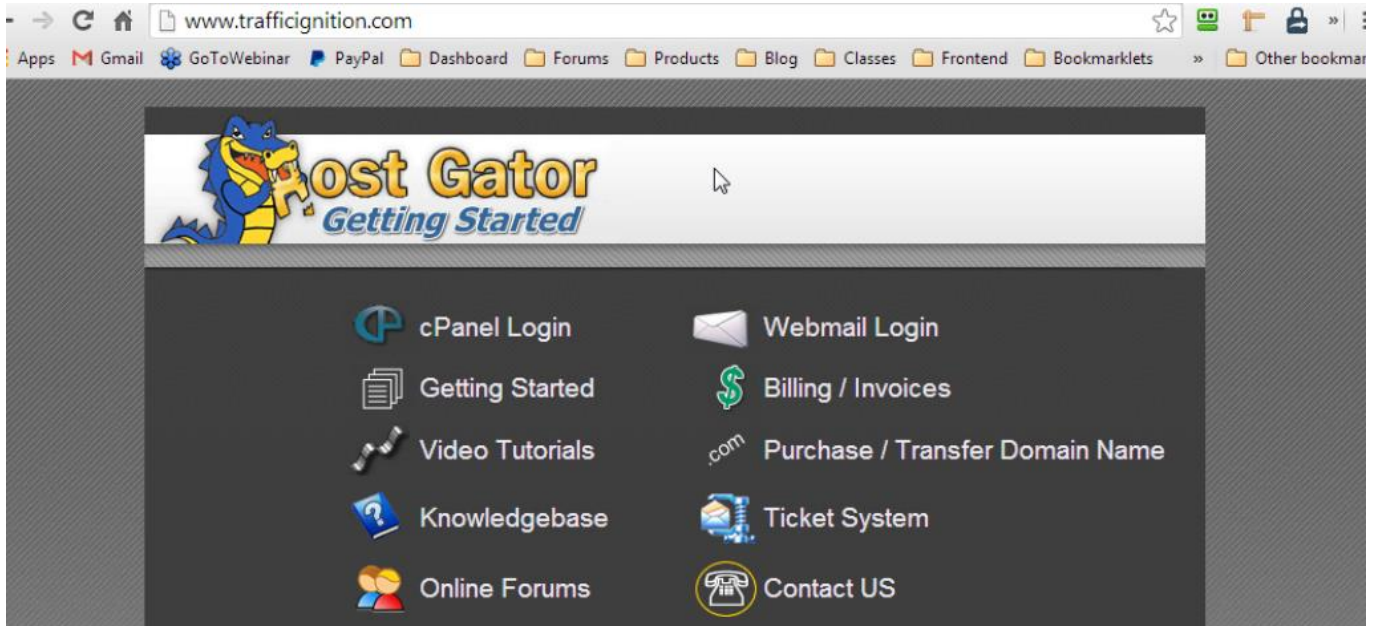 www.trafficignition.com
Apps Gmail GoToWebinar PayPal Dashboard Forums Products Blog Classes Frontend Bookmarklets » Other bookmar
Host Gator
Getting Started
cPanel Login Webmail Login
Getting Started Billing / Invoices
Video Tutorials .com Purchase / Transfer Domain Name
Knowledgebase Ticket System
Online Forums Contact US